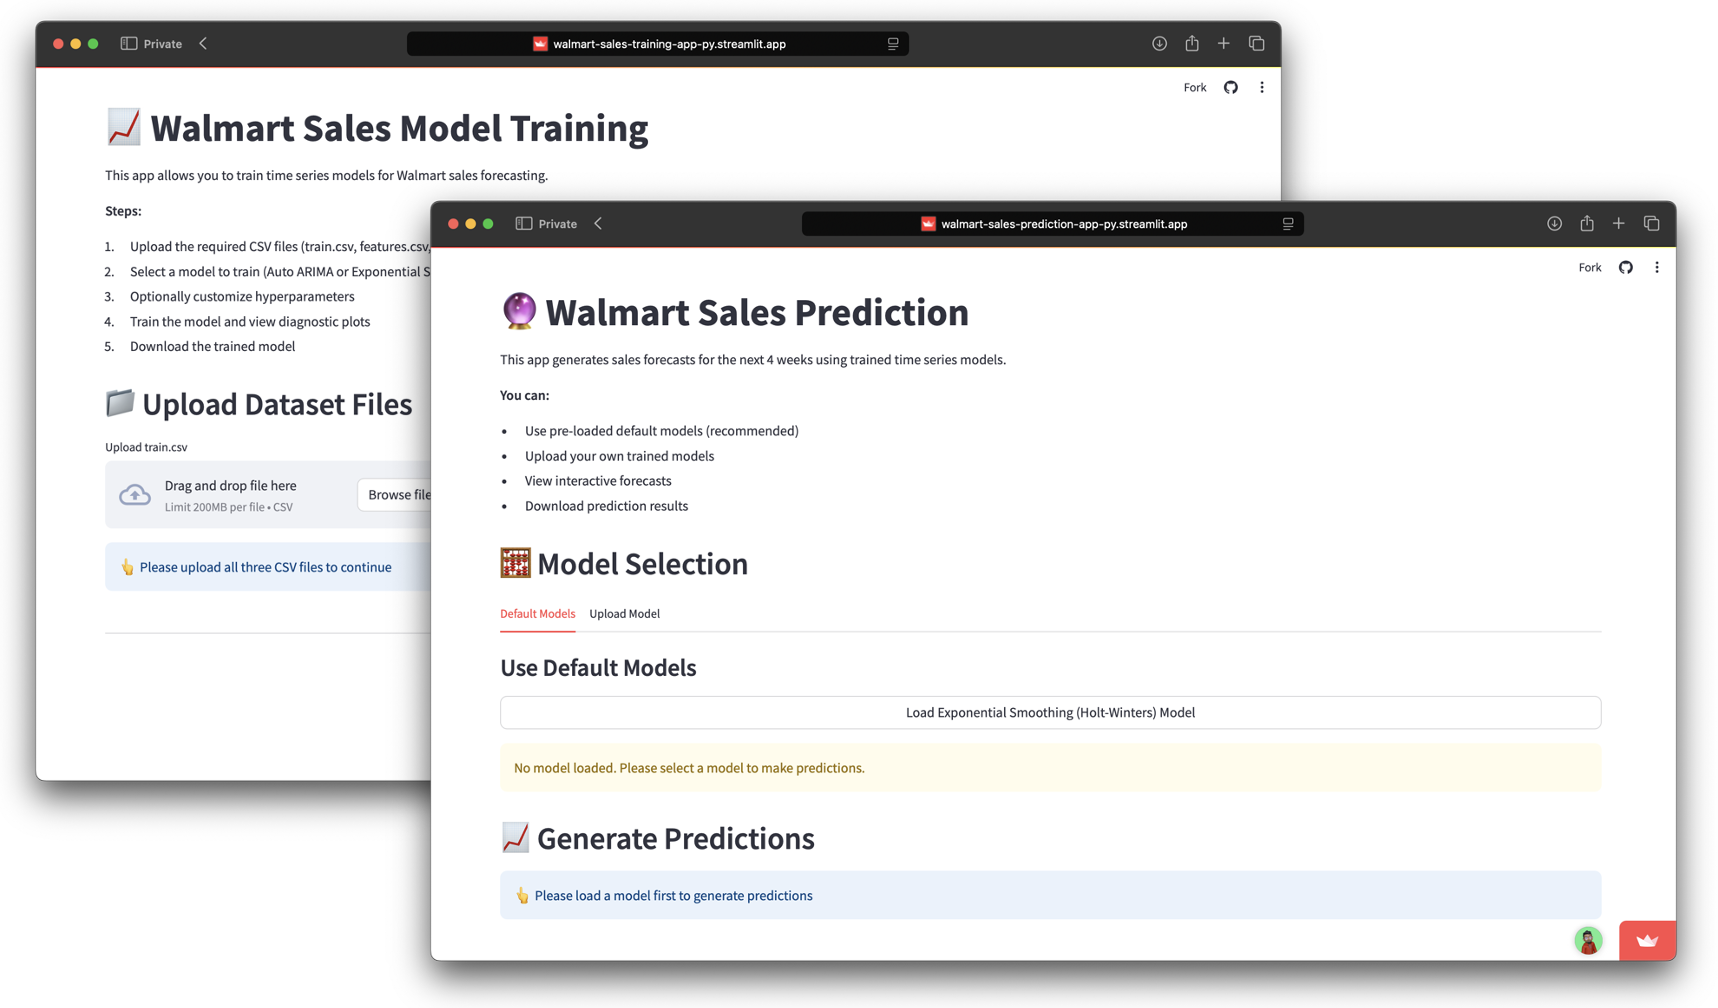 Private
walmart-sales-training-app-py.streamlit.app
Fork
Walmart Sales Model Training
This app allows you to train time series models for Walmart sales forecasting.
Steps:
1. Upload the required CSV files (train.csv, features.csv,
2. Select a model to train (Auto ARIMA or Exponential S
3. Optionally customize hyperparameters
4. Train the model and view diagnostic plots
5. Download the trained model
Upload Dataset Files
Upload train.csv
Drag and drop file here
Limit 200MB per file • CSV
Browse file
Please upload all three CSV files to continue
Private
walmart-sales-prediction-app-py.streamlit.app
Fork
Walmart Sales Prediction
This app generates sales forecasts for the next 4 weeks using trained time series models.
You can:
• Use pre-loaded default models (recommended)
• Upload your own trained models
• View interactive forecasts
• Download prediction results
Model Selection
Default Models
Upload Model
Use Default Models
Load Exponential Smoothing (Holt-Winters) Model
No model loaded. Please select a model to make predictions.
Generate Predictions
Please load a model first to generate predictions